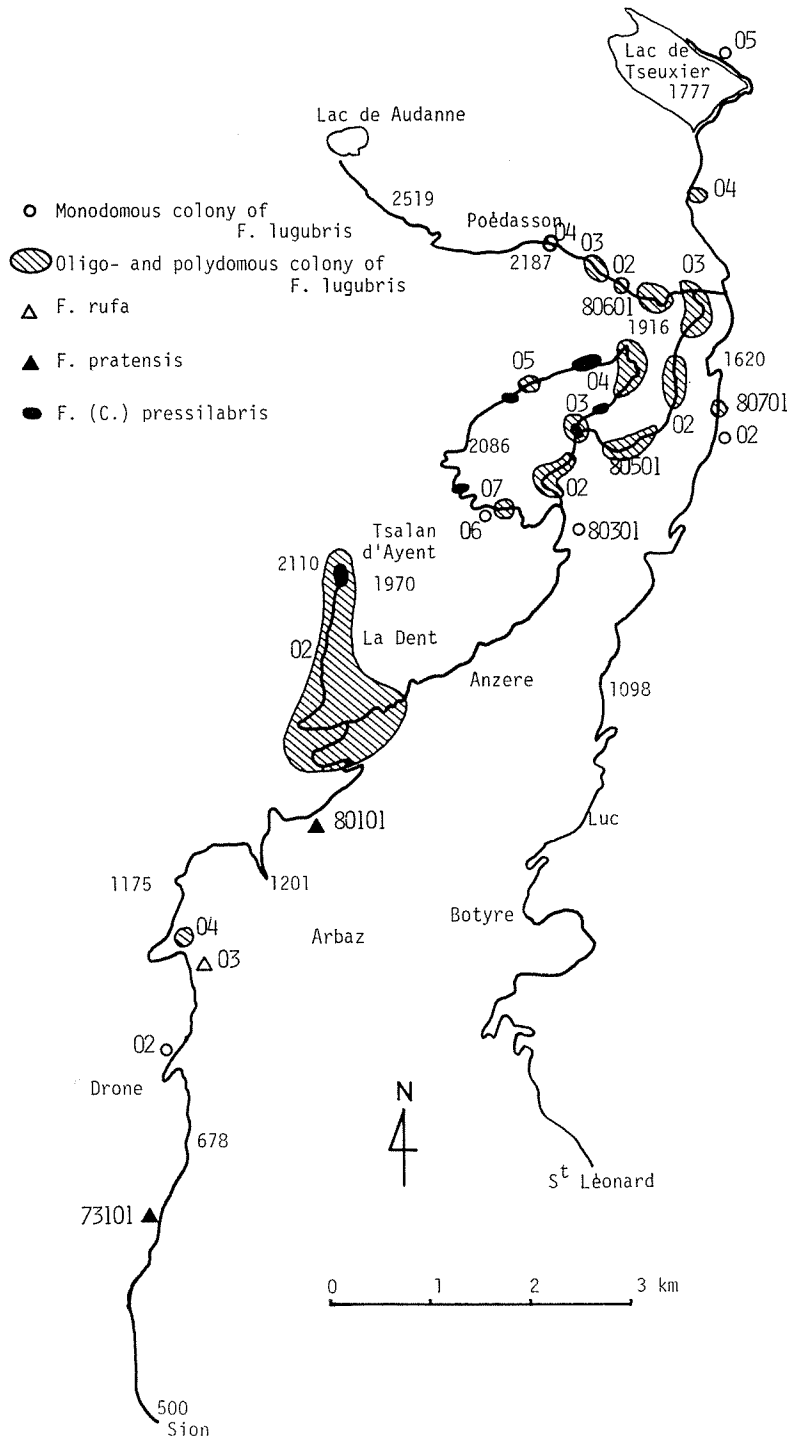 05
Lac de
Tseuxier
1777
Lac de Audanne
04
2519
Poèdasson
04
03
2187
02
03
80601
1916
Monodomous colony of
F. lugubris
Oligo- and polydomous colony of
F. lugubris
F. rufa
F. pratensis
F. (C.) pressilabris
1620
05
04
80701
03
02
02
2086
80501
07
02
06
80301
Tsalan
d'Ayent
2110
1970
02
La Dent
Anzere
1098
80101
Luc
1175
1201
Botyre
04
Arbaz
03
02
Drone
N
678
St Lèonard
73101
0 1 2 3 km
500
Sion